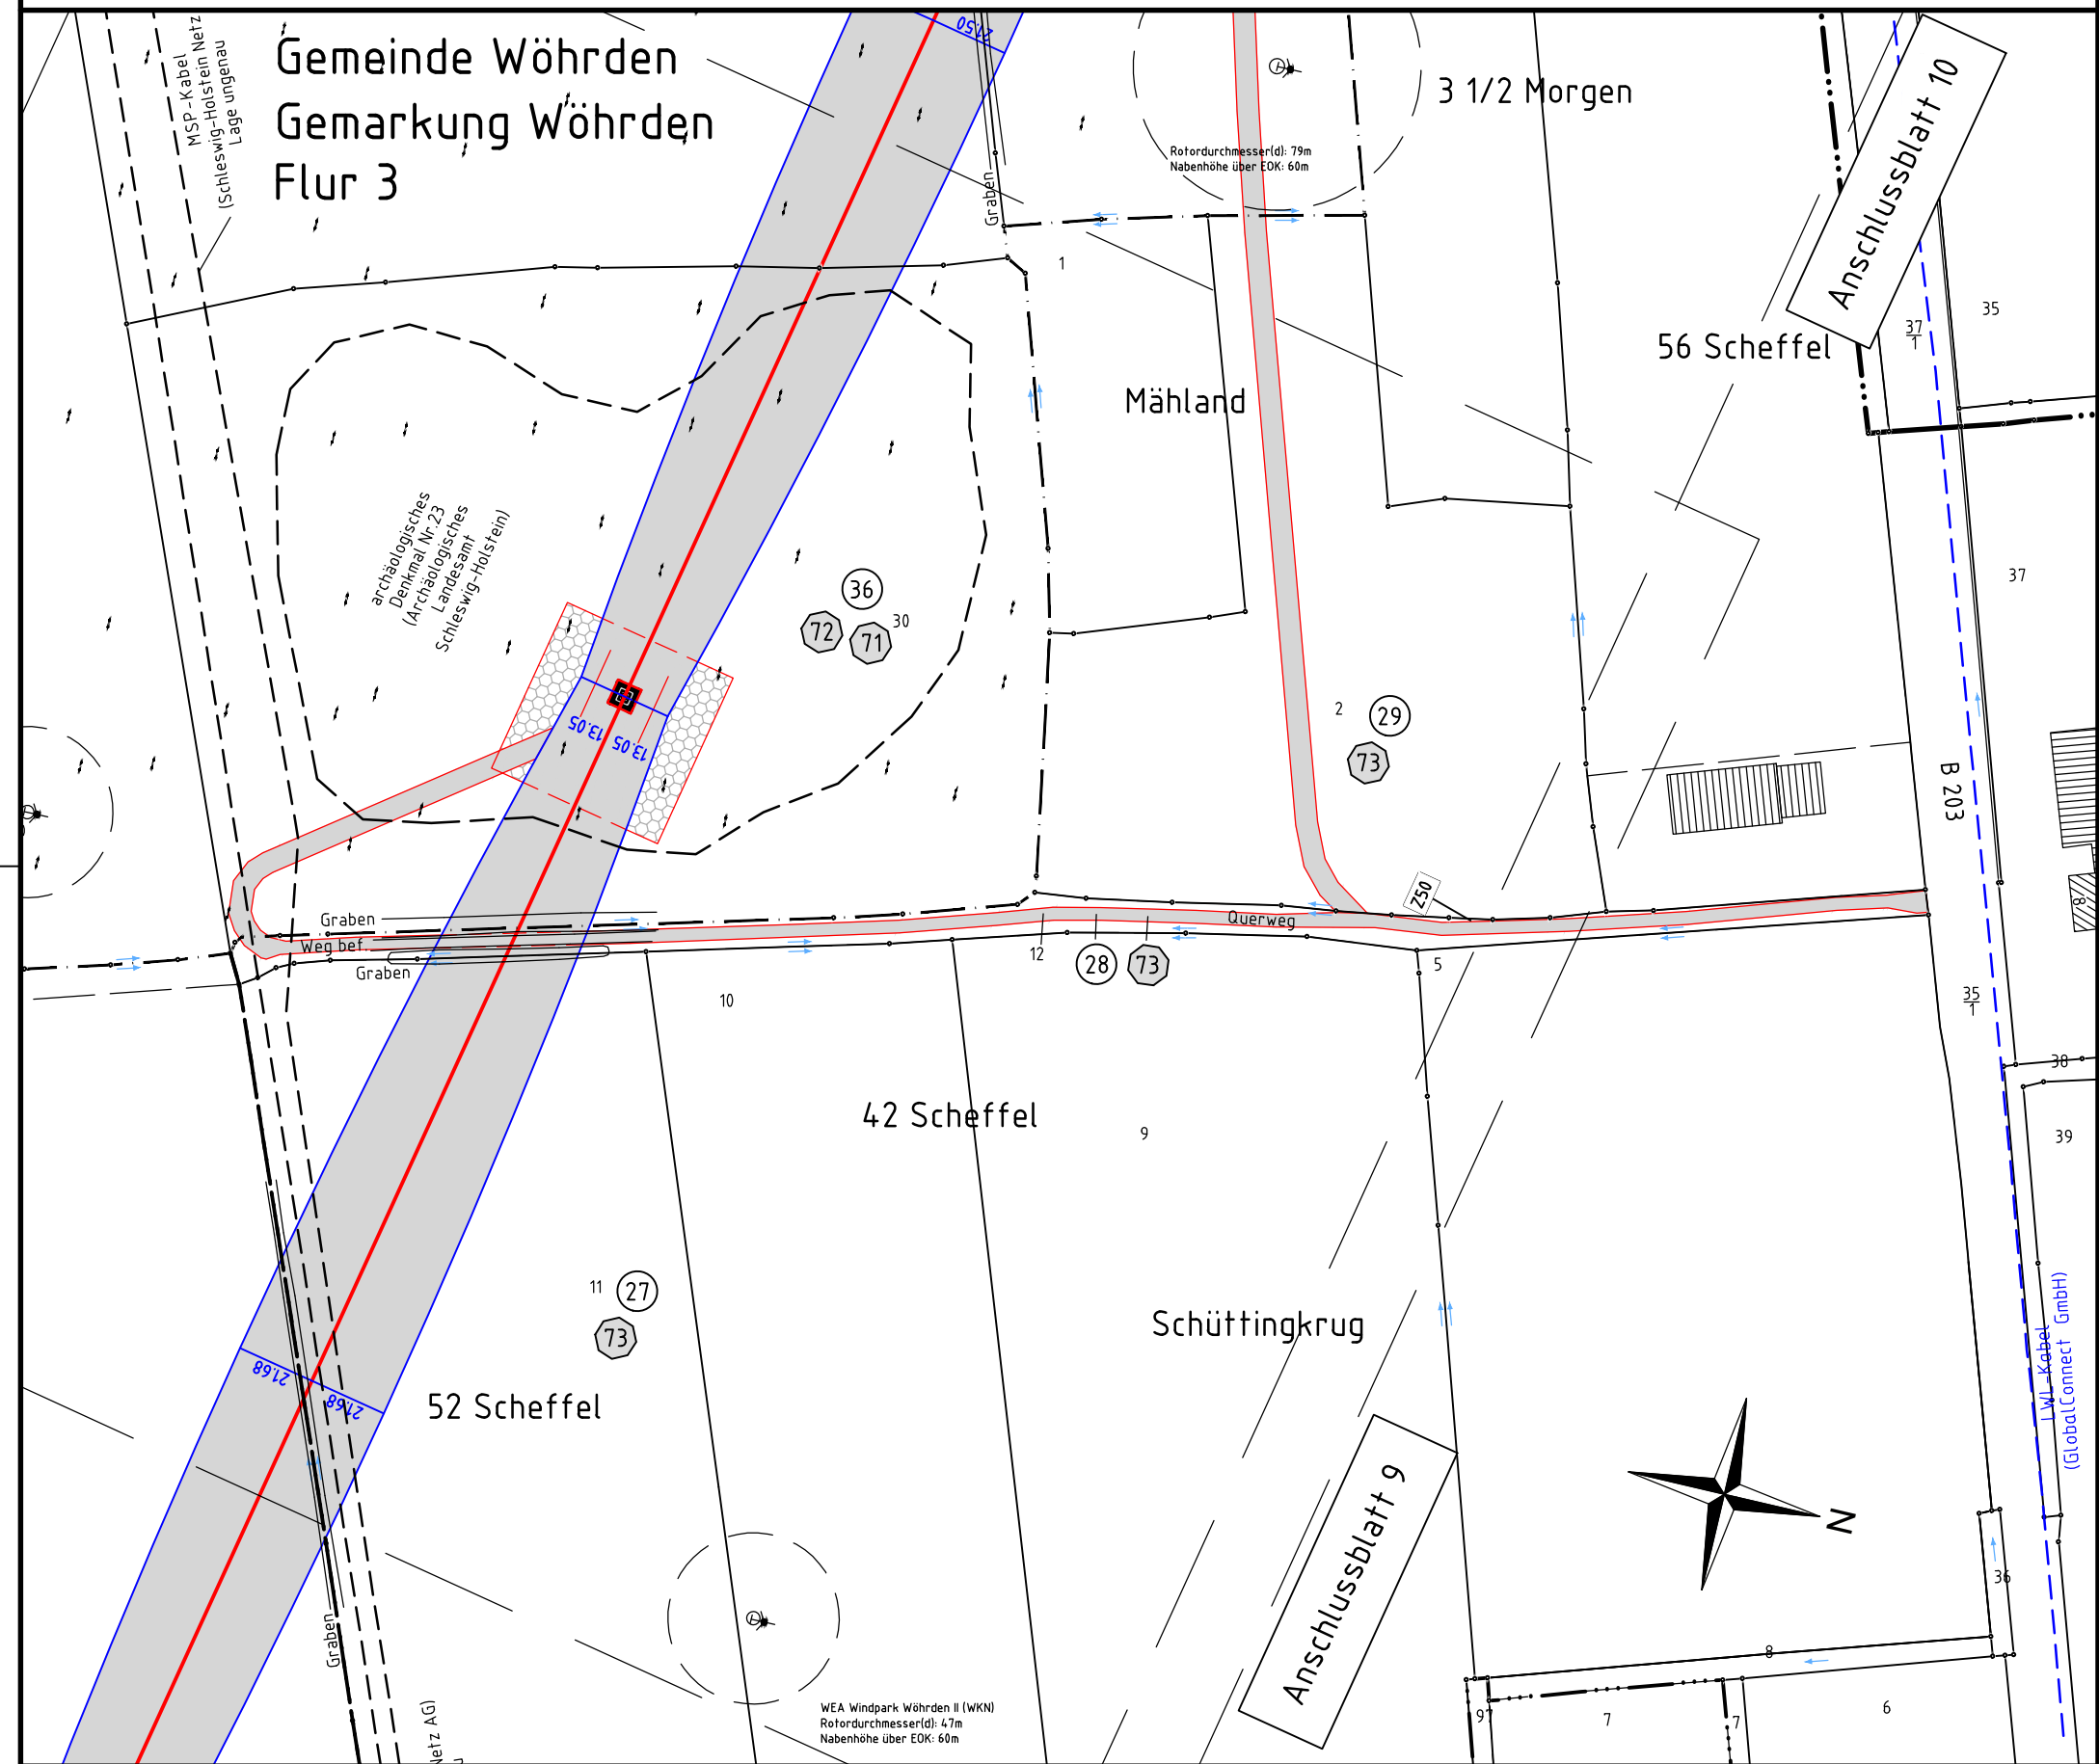 Gemeinde Wöhrden
Gemarkung Wöhrden
Flur 3
MSP-Kabel
(Schleswig-Holstein Netz
Lage ungenau
21.50
Graben
Rotordurchmesser(d): 79m
Nabenhöhe über EOK: 60m
3 1/2 Morgen
Anschlussblatt 10
1
37
1
35
56 Scheffel
Mähland
archäologisches
Denkmal Nr.23
(Archäologisches
Landesamt
Schleswig-Holstein)
36
72
71
30
37
2
29
73
13.05
13.05
B 203
Z50
Graben
Weg bef.
Graben
Querweg
12
28
73
5
8
10
35
1
38
42 Scheffel
9
39
11
27
73
Schüttingkrug
21.68
21.68
52 Scheffel
LWL-Kabel
(GlobalConnect GmbH)
Anschlussblatt 9
N
36
Graben
8
WEA Windpark Wöhrden II (WKN)
Rotordurchmesser(d): 47m
Nabenhöhe über EOK: 60m
Netz AG)
97
7
7
6